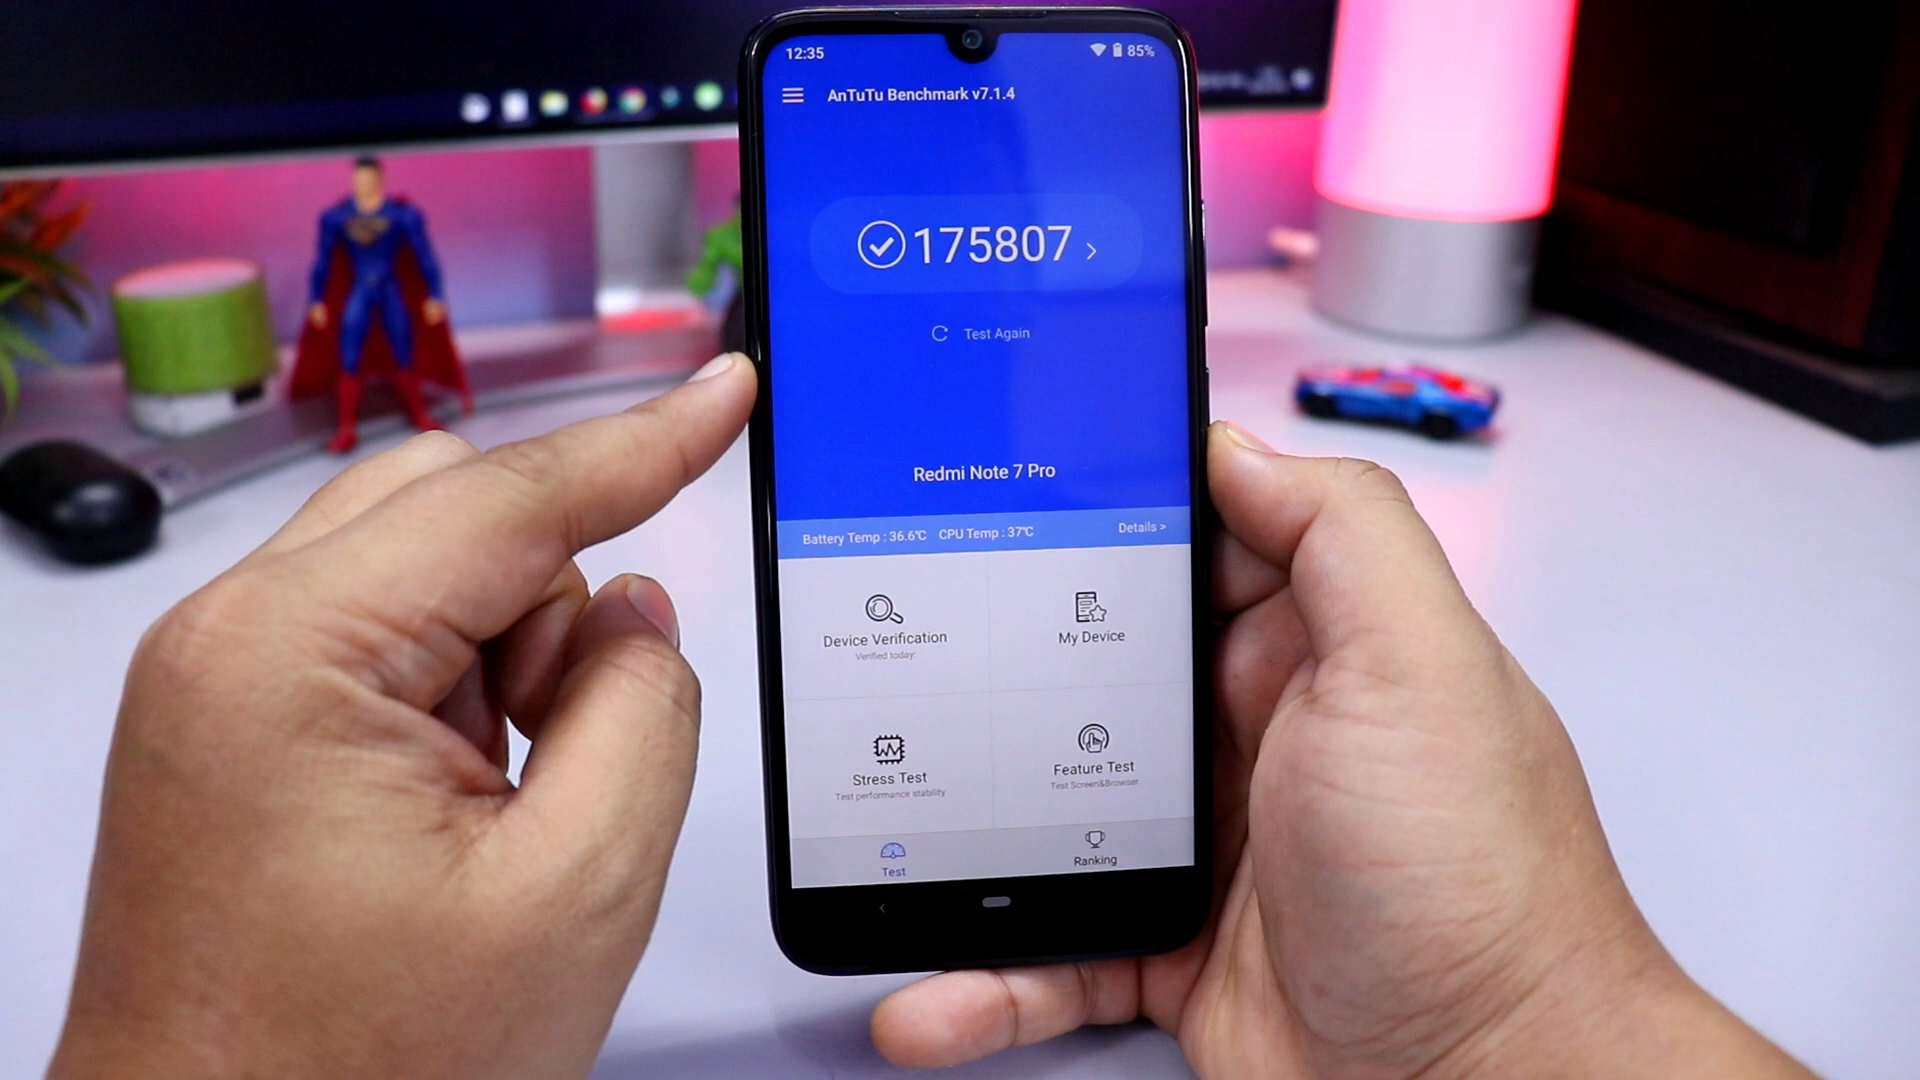 12:35 85%
AnTuTu Benchmark v7.1.4
175807 >
Test Again
Redmi Note 7 Pro
Battery Temp : 36.6℃ CPU Temp : 37℃ Details >
Device Verification
Verified today:
My Device
Stress Test
Test performance stability
Feature Test
Test Screen&Browser
Test
Ranking